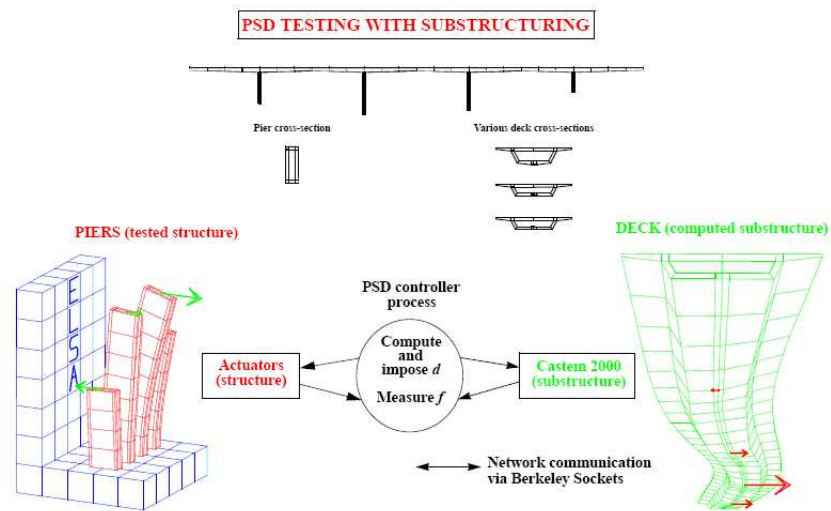 PSD TESTING WITH SUBSTRUCTURING
Pier cross-section
Various deck cross-sections
PIERS (tested structure)
DECK (computed substructure)
ELSA
PSD controller
process
Compute
and
impose d
Measure f
Actuators
(structure)
Castem 2000
(substructure)
Network communication
via Berkeley Sockets